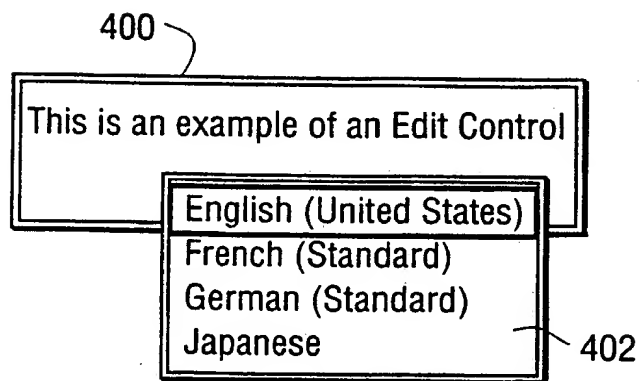 400
This is an example of an Edit Control
English (United States)
French (Standard)
German (Standard)
Japanese
402